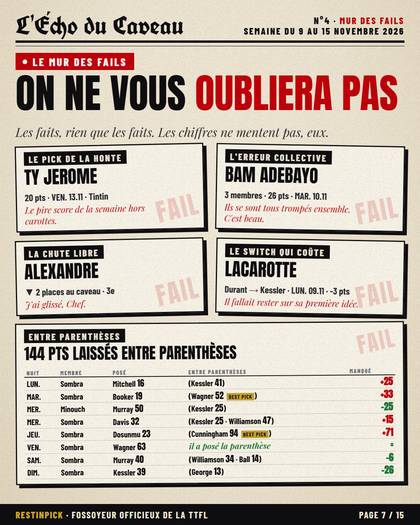 L'Écho du Caveau
N°4 · MUR DES FAILS
SEMAINE DU 9 AU 15 NOVEMBRE 2026
• LE MUR DES FAILS
ON NE VOUS OUBLIERA PAS
Les faits, rien que les faits. Les chiffres ne mentent pas, eux.
LE PICK DE LA HONTE
TY JEROME
20 pts · VEN. 13.11 · Tintin
Le pire score de la semaine hors
carottes.
FAIL
L'ERREUR COLLECTIVE
BAM ADEBAYO
3 membres · 26 pts · MAR. 10.11
Ils se sont tous trompés ensemble.
C'est beau.
FAIL
LA CHUTE LIBRE
ALEXANDRE
▼ 2 places au caveau · 3e
J'ai glissé, Chef.
FAIL
LE SWITCH QUI COÛTE
LACAROTTE
Durant → Kessler · LUN. 09.11 · -3 pts
Il fallait rester sur sa première idée.
FAIL
ENTRE PARENTHÈSES
144 PTS LAISSÉS ENTRE PARENTHÈSES
FAIL
NUIT MEMBRE POSÉ ENTRE PARENTHÈSES MANQUÉ
LUN. Sombra Mitchell 16 (Kessler 41) +25
MAR. Sombra Booker 19 (Wagner 52 BEST PICK) +33
MER. Minouch Murray 50 (Kessler 25) -25
MER. Sombra Davis 32 (Kessler 25 · Williamson 47) +15
JEU. Sombra Dosunmu 23 (Cunningham 94 BEST PICK) +71
VEN. Sombra Wagner 63 il a posé la parenthèse =
SAM. Sombra Murray 40 (Williamson 34 · Ball 14) -6
DIM. Sombra Kessler 39 (George 13) -26
RESTINPICK · FOSSOYEUR OFFICIEUX DE LA TTFL
PAGE 7 / 15